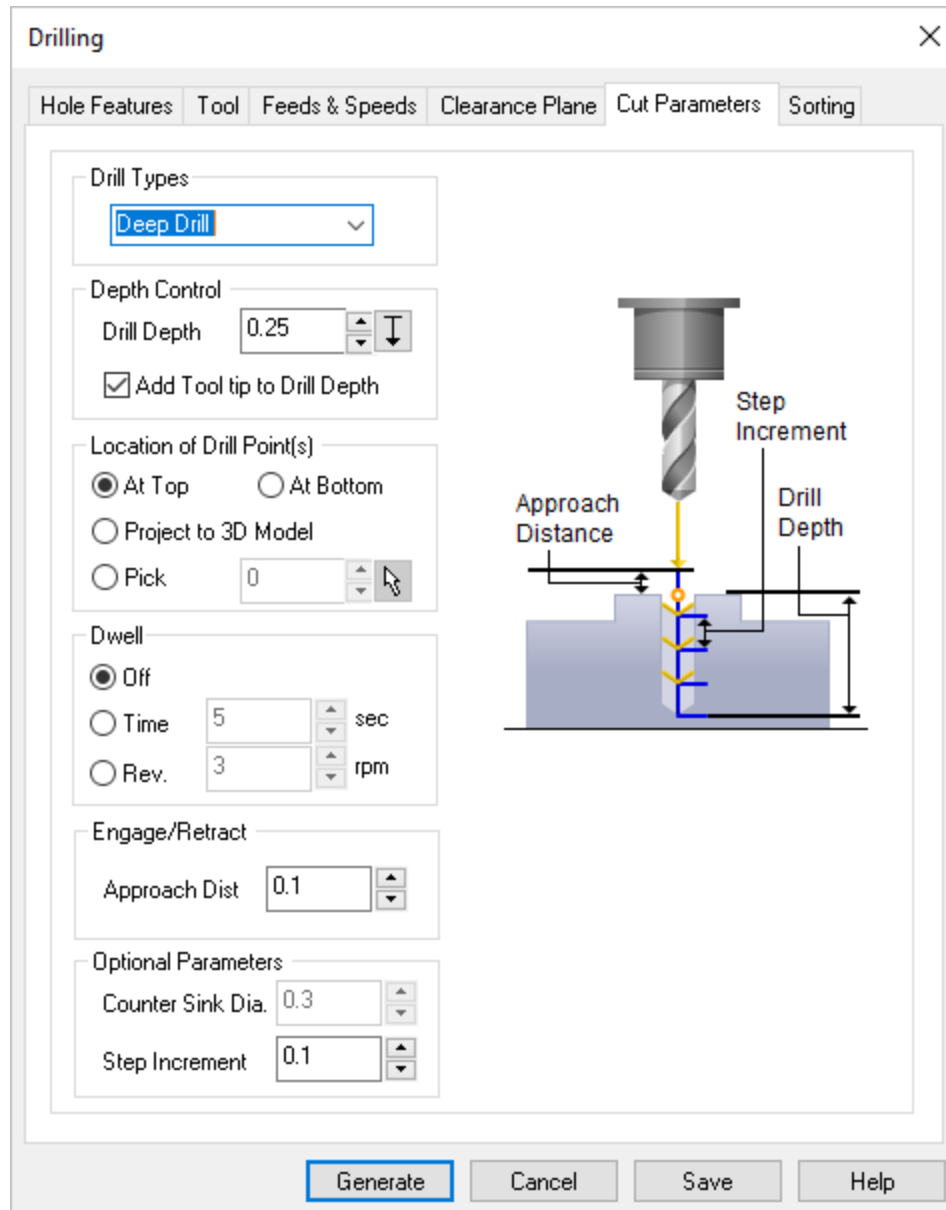 Drilling
Hole Features Tool Feeds & Speeds Clearance Plane Cut Parameters Sorting
Drill Types
Deep Drill
Depth Control
Drill Depth 0.25
Add Tool tip to Drill Depth
Location of Drill Point(s)
At Top At Bottom
Project to 3D Model
Pick 0
Dwell
Off
Time 5 sec
Rev. 3 rpm
Engage/Retract
Approach Dist 0.1
Optional Parameters
Counter Sink Dia. 0.3
Step Increment 0.1
Step
Increment
Approach
Distance
Drill
Depth
Generate Cancel Save Help